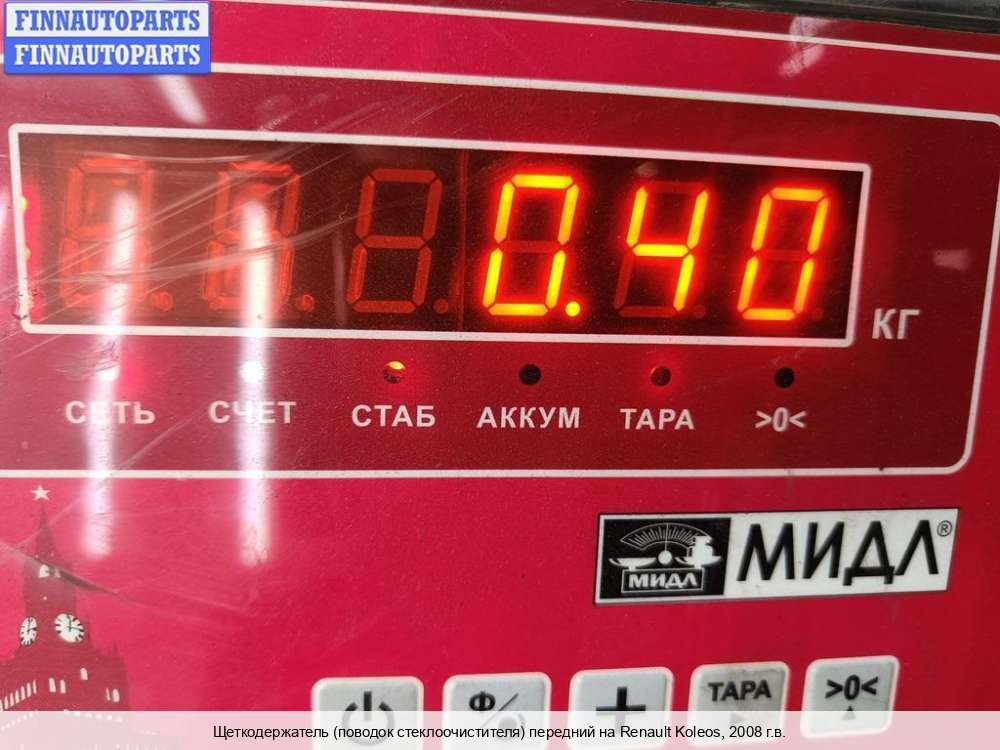 FINNAUTOPARTS
FINNAUTOPARTS
0.40
КГ
СЕТЬ СЧЕТ СТАБ АККУМ ТАРА >0<
МИДЛ МИДЛ®
Ф ТАРА >0<
Щеткодержатель (поводок стеклоочистителя) передний на Renault Koleos, 2008 г.в.